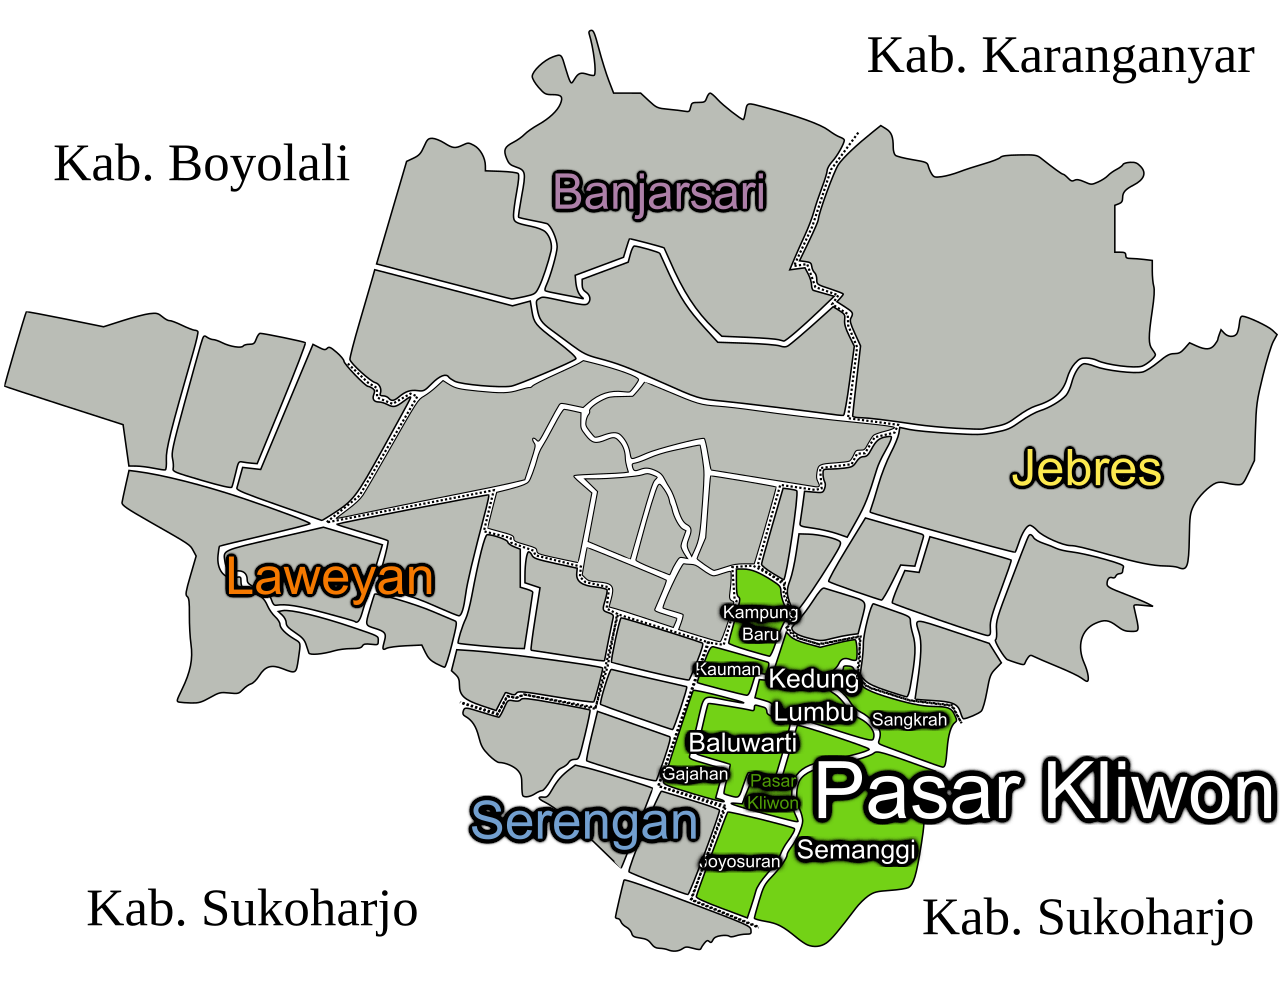 Kab. Karanganyar
Kab. Boyolali
Banjarsari
Jebres
Laweyan
Kampung
Baru
Kauman
Kedung
Lumbu
Sangkrah
Baluwarti
Gajahan
Pasar
Kliwon
Pasar Kliwon
Serengan
Semanggi
Joyosuran
Kab. Sukoharjo
Kab. Sukoharjo